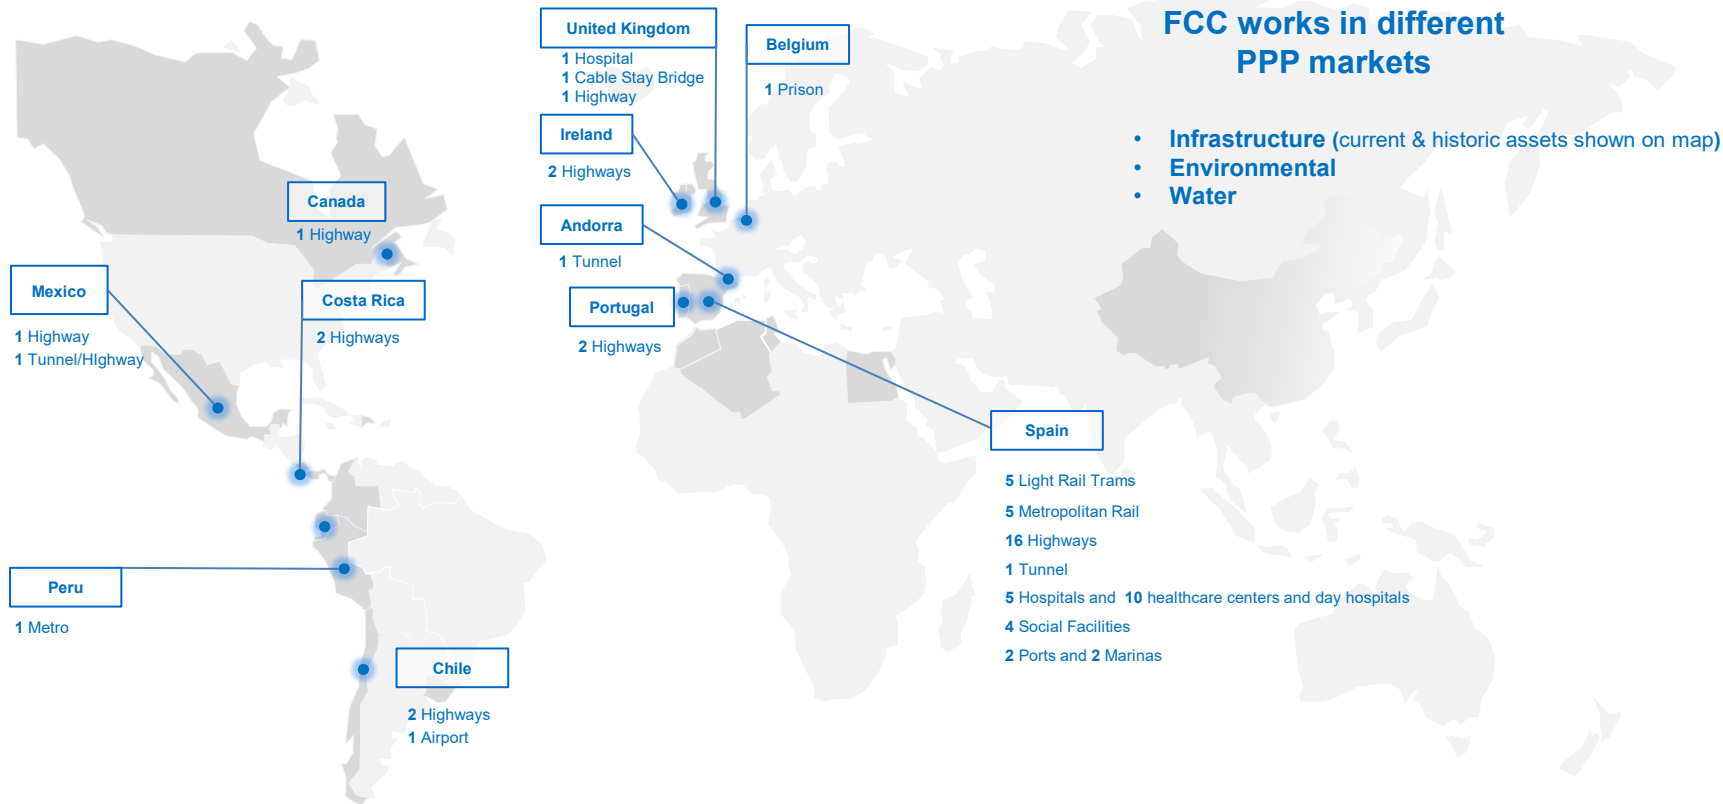 FCC works in different
PPP markets
• Infrastructure (current & historic assets shown on map)
• Environmental
• Water
United Kingdom
1 Hospital
1 Cable Stay Bridge
1 Highway
Belgium
1 Prison
Ireland
2 Highways
Andorra
1 Tunnel
Portugal
2 Highways
Canada
1 Highway
Mexico
1 Highway
1 Tunnel/HIghway
Costa Rica
2 Highways
Spain
5 Light Rail Trams
5 Metropolitan Rail
16 Highways
1 Tunnel
5 Hospitals and 10 healthcare centers and day hospitals
4 Social Facilities
2 Ports and 2 Marinas
Peru
1 Metro
Chile
2 Highways
1 Airport